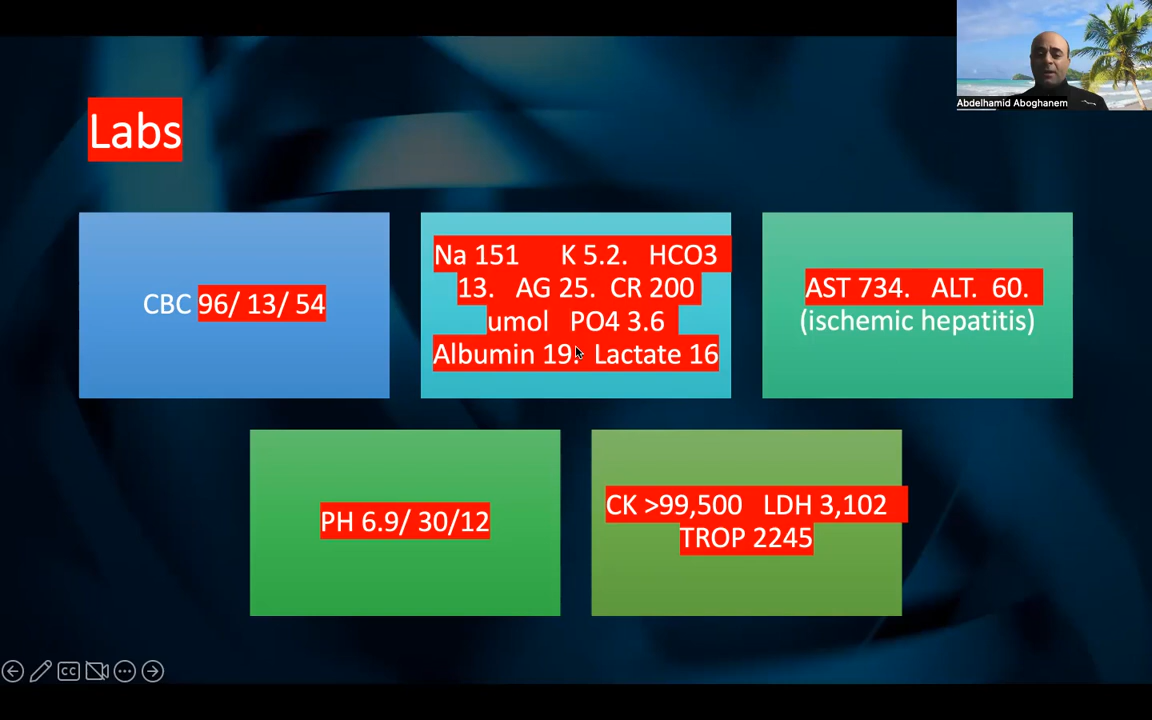 Abdelhamid Aboghanem
Labs
CBC 96/ 13/ 54
Na 151 K 5.2. HCO3
13. AG 25. CR 200
umol PO4 3.6
Albumin 19. Lactate 16
AST 734. ALT. 60.
(ischemic hepatitis)
PH 6.9/ 30/12
CK >99,500 LDH 3,102
TROP 2245
CC